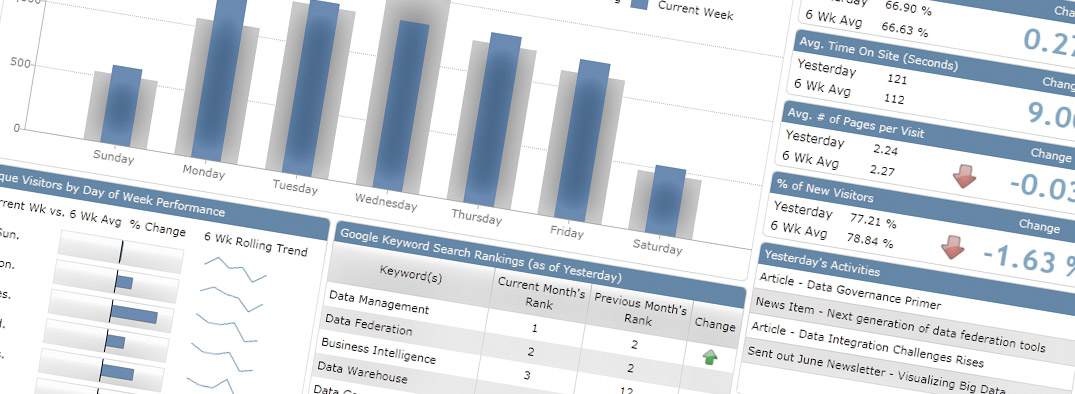 500
0
Sunday
Monday
Tuesday
Wednesday
Thursday
Friday
Saturday
Current Week
que Visitors by Day of Week Performance
rrent Wk vs. 6 Wk Avg % Change
6 Wk Rolling Trend
Sun.
on.
es.
d.
s.
Google Keyword Search Rankings (as of Yesterday)
Keyword(s) Current Month's Rank Previous Month's Rank Change
Data Management 1 2
Data Federation 2 2
Business Intelligence 3 12
Data Warehouse
66.90 %
6 Wk Avg 66.63 %
Cha
0.27
Avg. Time On Site (Seconds)
Chang
Yesterday 121
6 Wk Avg 112
9.00
Avg. # of Pages per Visit
Change
Yesterday 2.24
6 Wk Avg 2.27
-0.03
% of New Visitors
Change
Yesterday 77.21 %
6 Wk Avg 78.84 %
-1.63 %
Yesterday's Activities
Article - Data Governance Primer
News Item - Next generation of data federation tools
Article - Data Integration Challenges Rises
Sent out June Newsletter - Visualizing Big Data